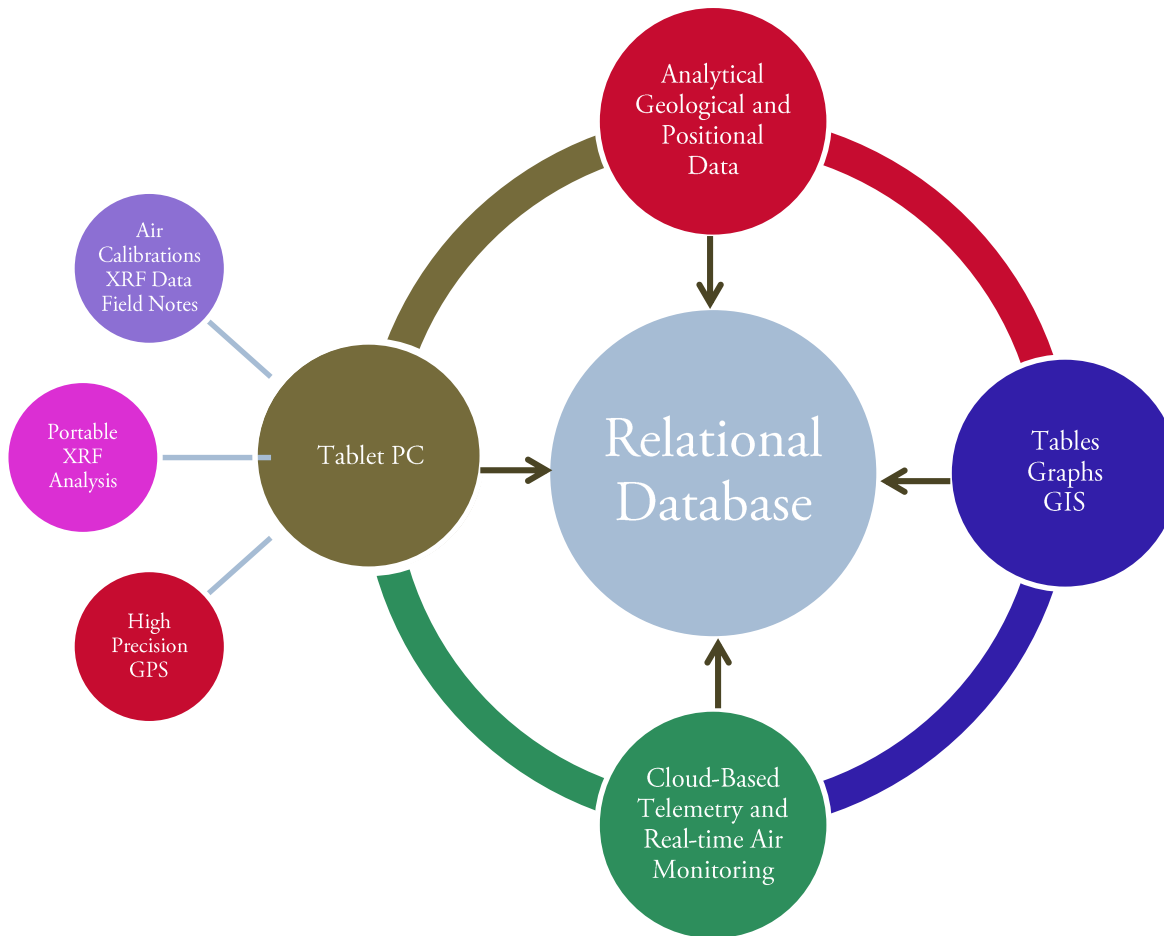 Analytical
Geological and
Positional
Data
Air
Calibrations
XRF Data
Field Notes
Portable
XRF
Analysis
High
Precision
GPS
Tablet PC
Relational
Database
Tables
Graphs
GIS
Cloud-Based
Telemetry and
Real-time Air
Monitoring